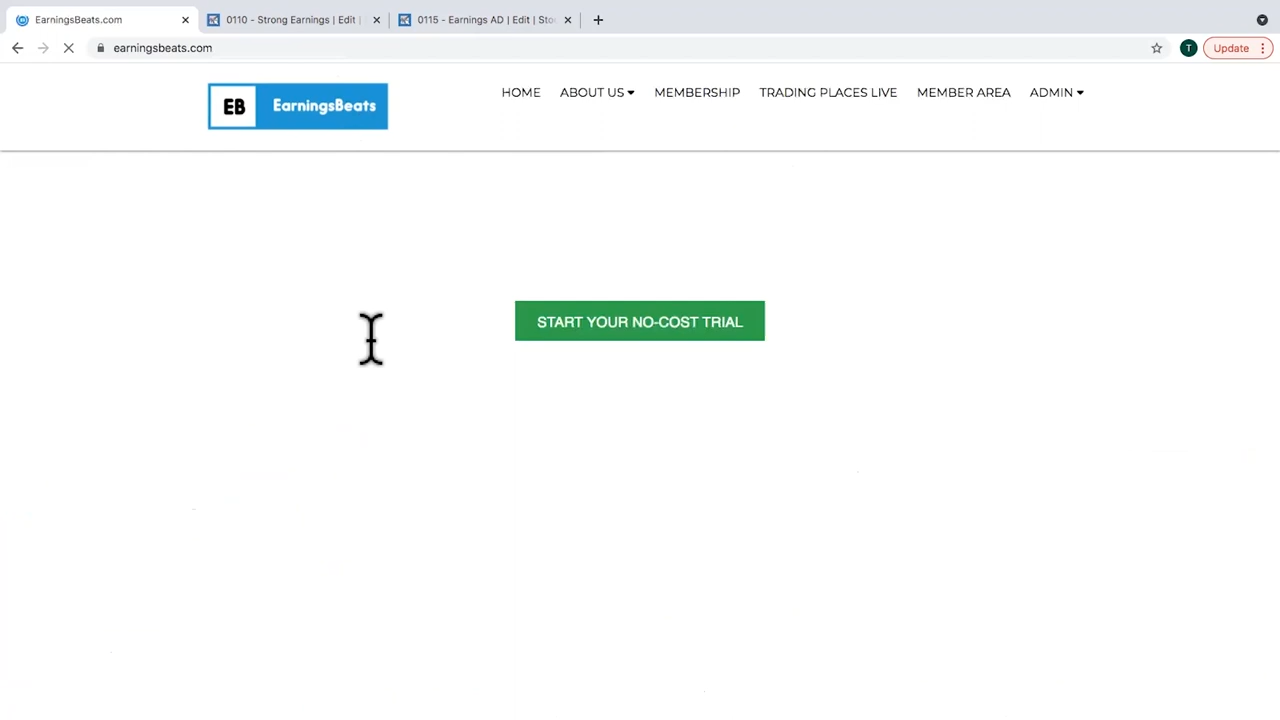 EarningsBeats.com
0110 - Strong Earnings | Edit |
0115 - Earnings AD | Edit | Sto
earningsbeats.com
T
Update
EB EarningsBeats
HOME ABOUT US MEMBERSHIP TRADING PLACES LIVE MEMBER AREA ADMIN
START YOUR NO-COST TRIAL